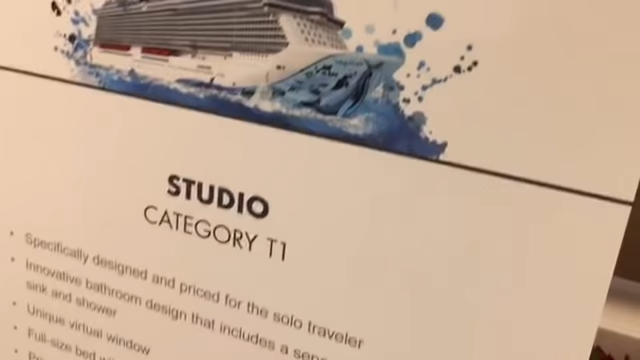 STUDIO
CATEGORY T1
• Specifically designed and priced for the solo traveler
• Innovative bathroom design that includes a
sink and shower
• Unique virtual window
• Full-size bed